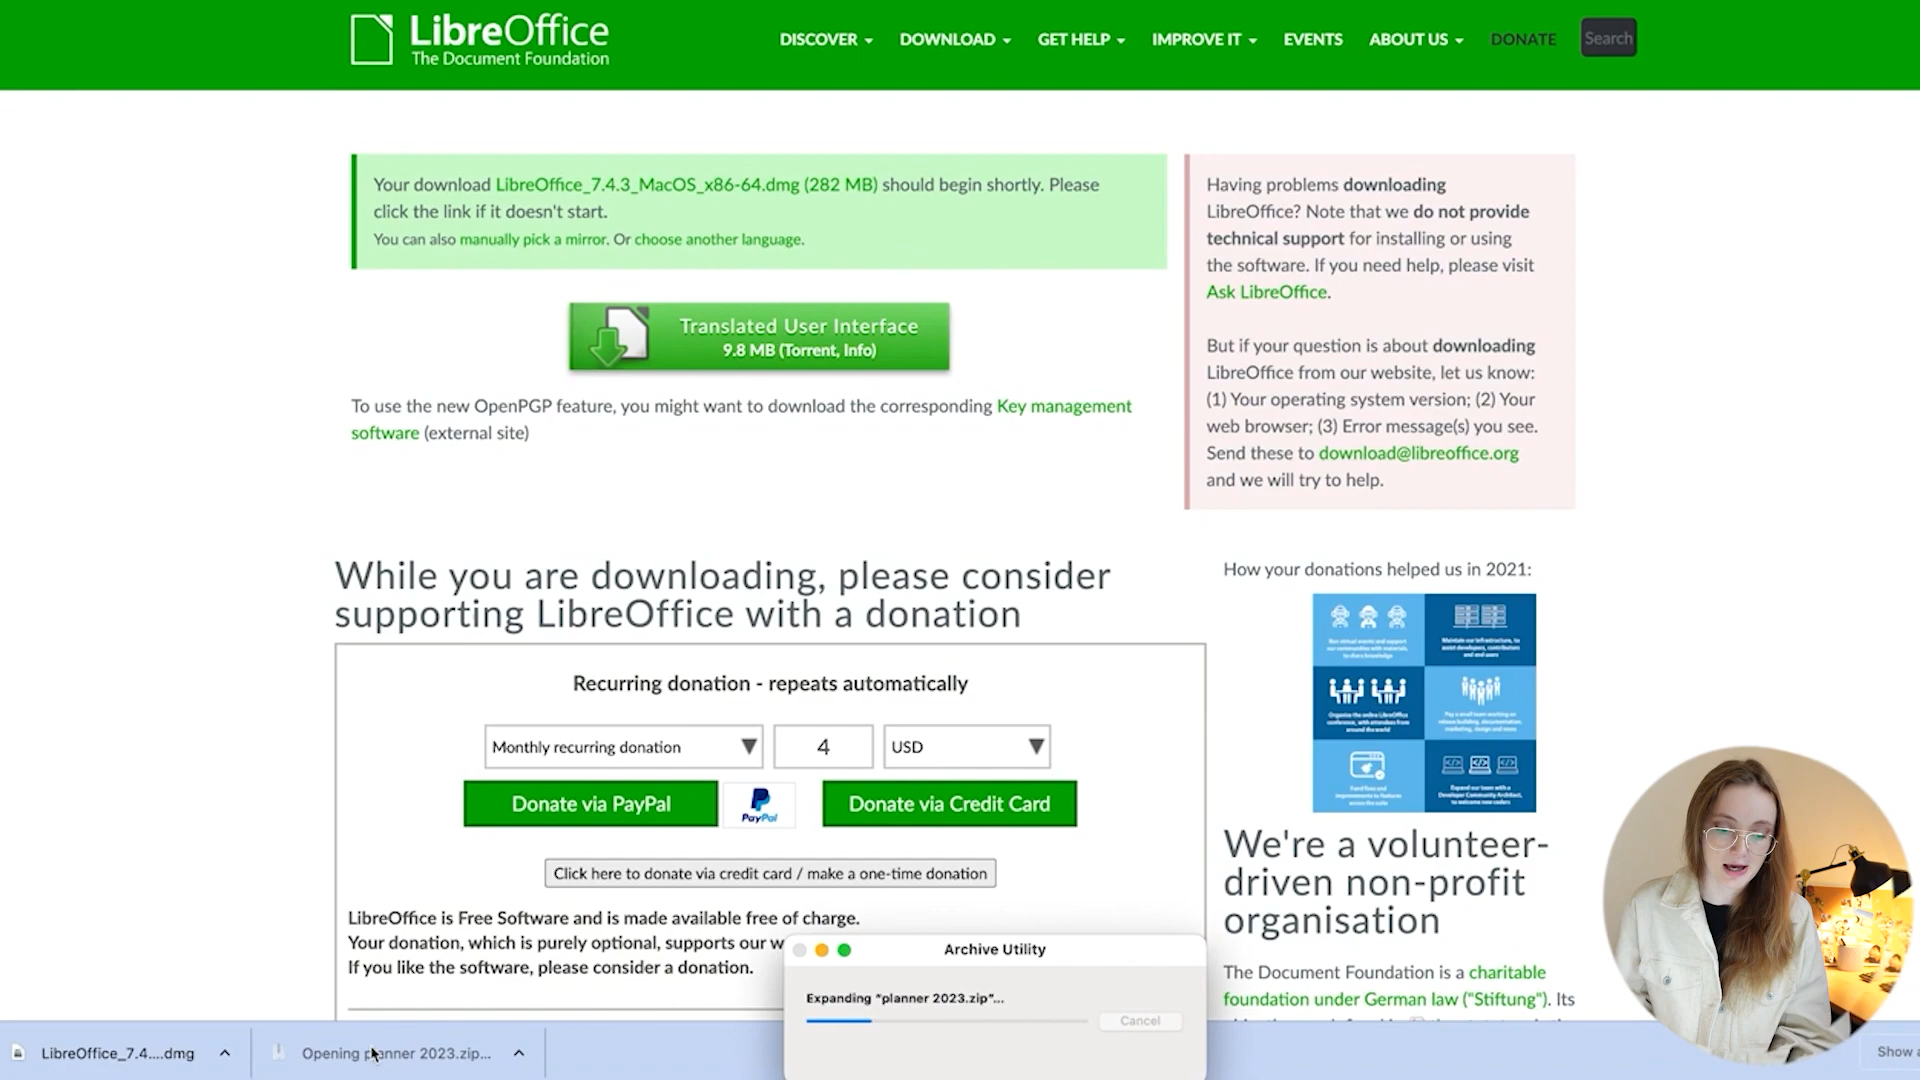 LibreOffice
The Document Foundation
DISCOVER
DOWNLOAD
GET HELP
IMPROVE IT
EVENTS
ABOUT US
DONATE
Search
Your download LibreOffice_7.4.3_MacOS_x86-64.dmg (282 MB) should begin shortly. Please
click the link if it doesn't start.
You can also manually pick a mirror. Or choose another language.
Translated User Interface
9.8 MB (Torrent, Info)
To use the new OpenPGP feature, you might want to download the corresponding Key management
software (external site)
Having problems downloading
LibreOffice? Note that we do not provide
technical support for installing or using
the software. If you need help, please visit
Ask LibreOffice.
But if your question is about downloading
LibreOffice from our website, let us know:
(1) Your operating system version; (2) Your
web browser; (3) Error message(s) you see.
Send these to download@libreoffice.org
and we will try to help.
While you are downloading, please consider
supporting LibreOffice with a donation
Recurring donation - repeats automatically
Monthly recurring donation
4
USD
Donate via PayPal
PayPal
Donate via Credit Card
Click here to donate via credit card / make a one-time donation
LibreOffice is Free Software and is made available free of charge.
Your donation, which is purely optional, supports our w
If you like the software, please consider a donation.
How your donations helped us in 2021:
We're a volunteer-
driven non-profit
organisation
The Document Foundation is a charitable
foundation under German law ("Stiftung"). Its
Archive Utility
Expanding "planner 2023.zip"...
Cancel
LibreOffice_7.4....dmg
Opening planner 2023.zip...
Show a